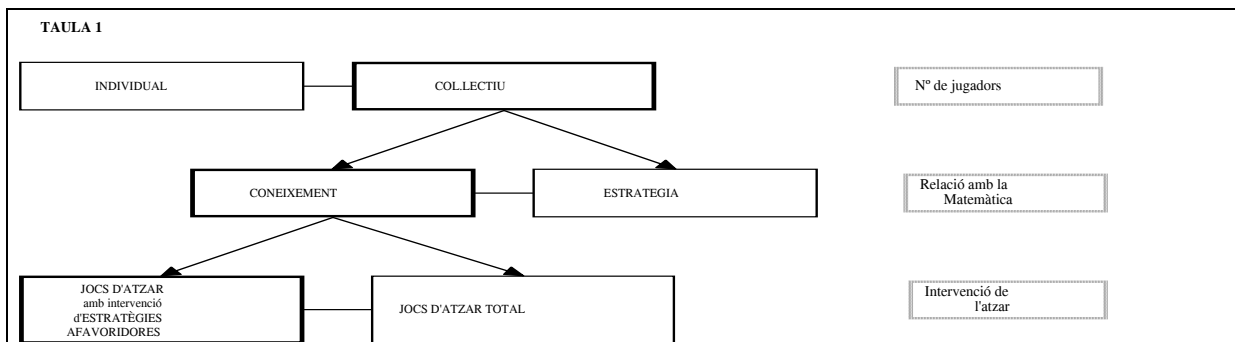 TAULA 1
INDIVIDUAL
COL.LECTIU
Nº de jugadors
CONEIXEMENT
ESTRATEGIA
Relació amb la
Matemàtica
JOCS D'ATZAR
amb intervenció
d'ESTRATÈGIES
AFAVORIDORES
JOCS D'ATZAR TOTAL
Intervenció de
l'atzar